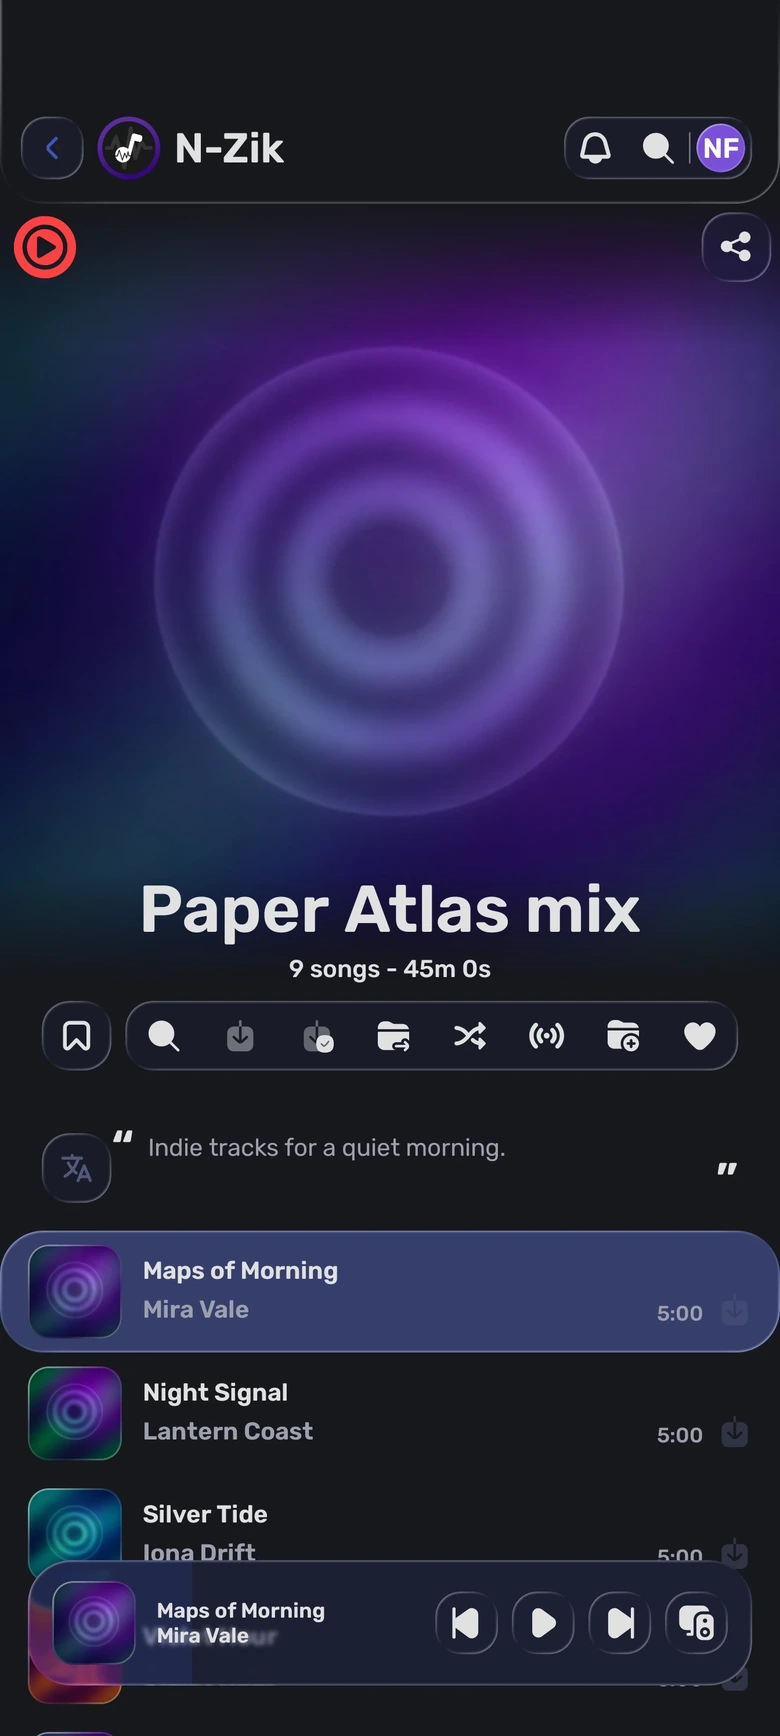 N-Zik
NF
Paper Atlas mix
9 songs - 45m 0s
“ Indie tracks for a quiet morning. ”
Maps of Morning
Mira Vale
5:00
Night Signal
Lantern Coast
5:00
Silver Tide
Iona Drift
5:00
Maps of Morning
Mira Vale